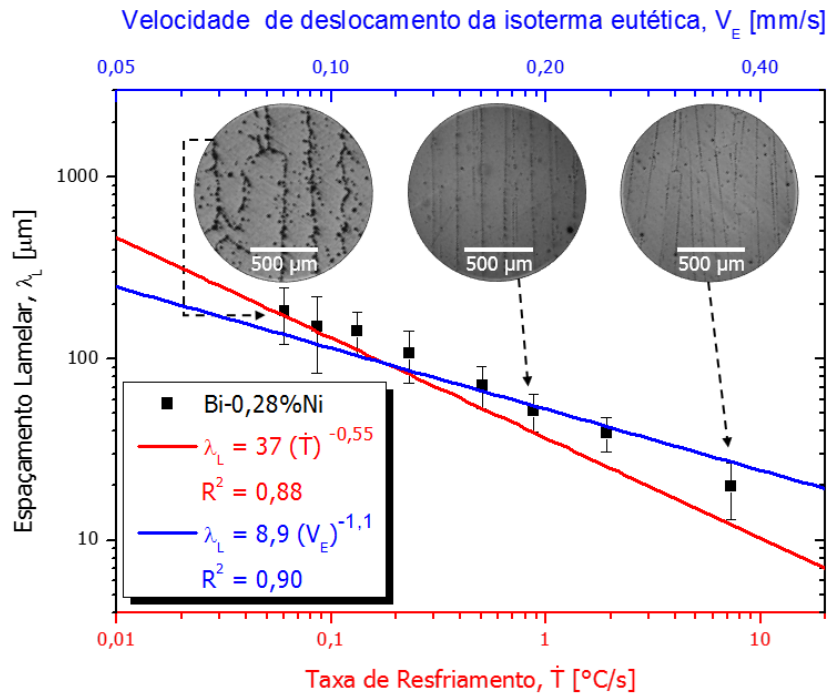 Velocidade de deslocamento da isoterma eutética, V_E [mm/s]
0,05 0,10 0,20 0,40
Espaçamento Lamelar, λ_L [μm]
1000
100
10
500 μm 500 μm 500 μm
Bi-0,28%Ni
λ_L = 37 (Ṫ)^-0,55
R² = 0,88
λ_L = 8,9 (V_E)^-1,1
R² = 0,90
0,01 0,1 1 10
Taxa de Resfriamento, Ṫ [°C/s]